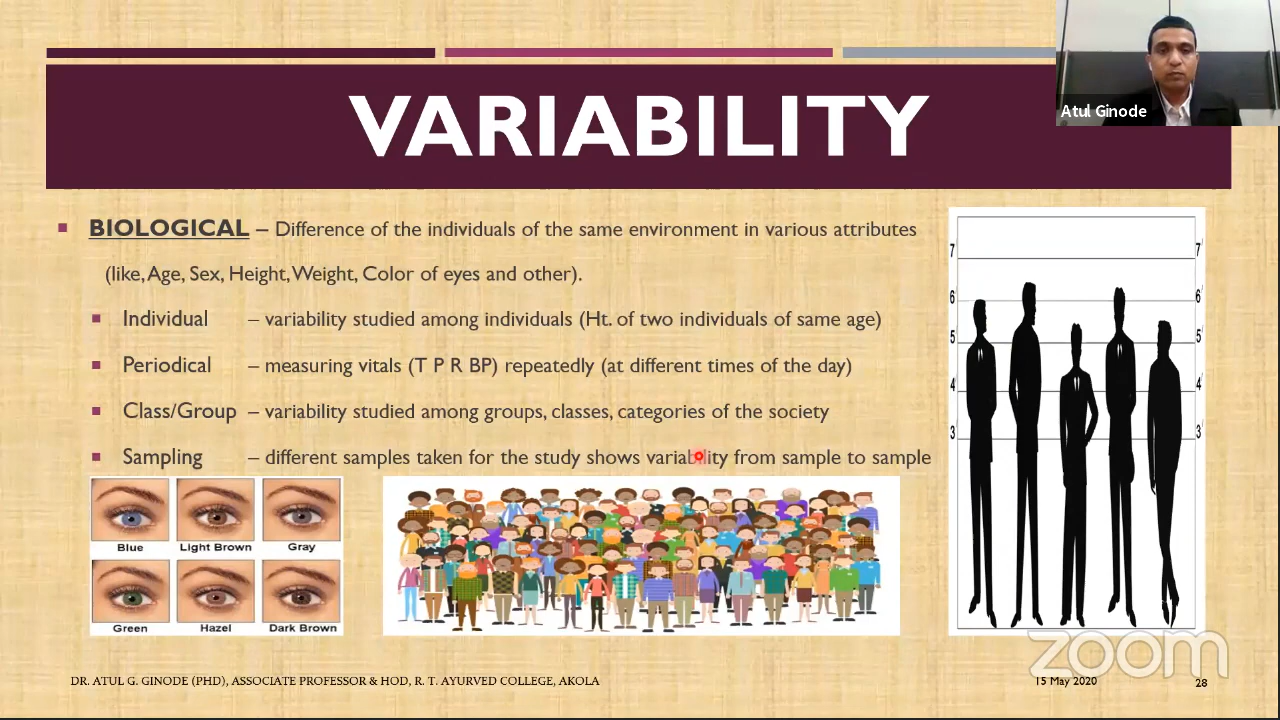 VARIABILITY
Atul Ginode
BIOLOGICAL – Difference of the individuals of the same environment in various attributes
(like, Age, Sex, Height, Weight, Color of eyes and other).
Individual – variability studied among individuals (Ht. of two individuals of same age)
Periodical – measuring vitals (T P R BP) repeatedly (at different times of the day)
Class/Group – variability studied among groups, classes, categories of the society
Sampling – different samples taken for the study shows variability from sample to sample
7 7'
6 6'
5 5'
4 4'
3 3'
Blue Light Brown Gray
Green Hazel Dark Brown
zoom
DR. ATUL G. GINODE (PHD), ASSOCIATE PROFESSOR & HOD, R. T. AYURVED COLLEGE, AKOLA 15 May 2020 28